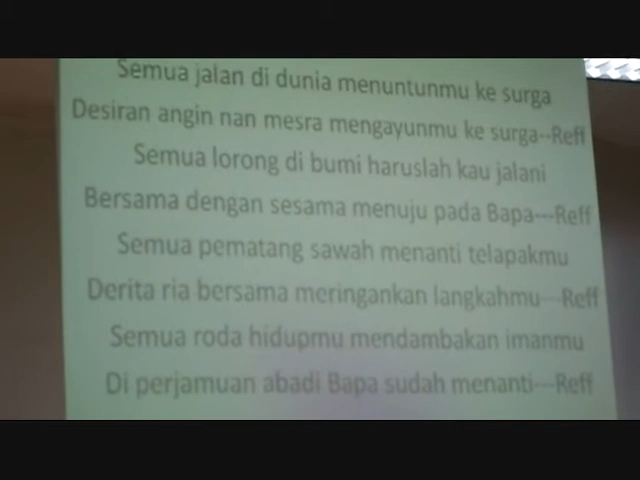 Semua jalan di dunia menuntunmu ke surga
Desiran angin nan mesra mengayunmu ke surga--Reff
Semua lorong di bumi haruslah kau jalani
Bersama dengan sesama menuju pada Bapa---Reff
Semua pematang sawah menanti telapakmu
Derita ria bersama meringankan langkahmu---Reff
Semua roda hidupmu mendambakan imanmu
Di perjamuan abadi Bapa sudah menanti---Reff